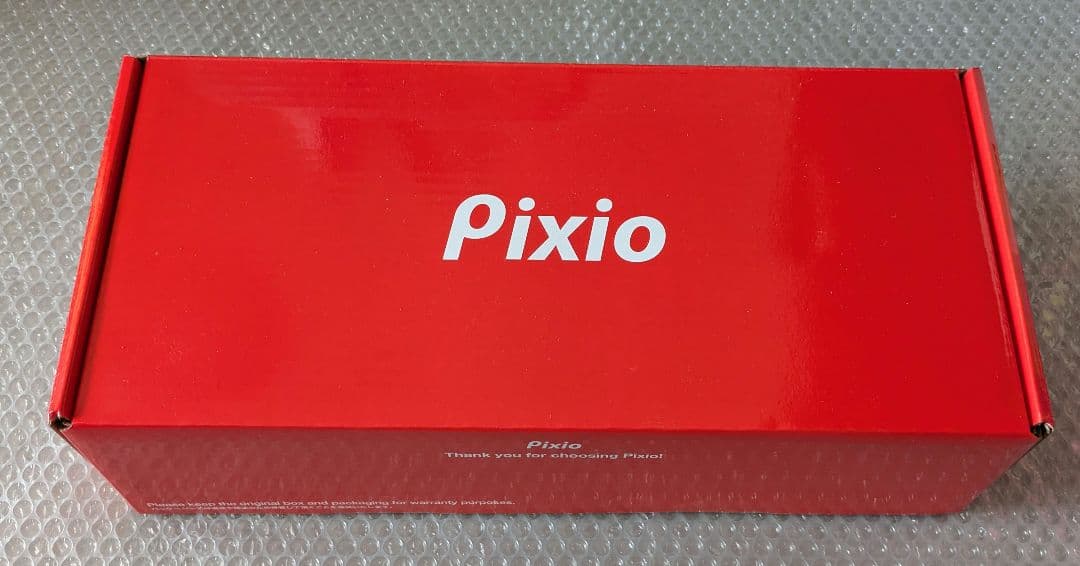 Pixio
Pixio
Thank you for choosing Pixio!
Please keep the original box and packaging for warranty purposes.